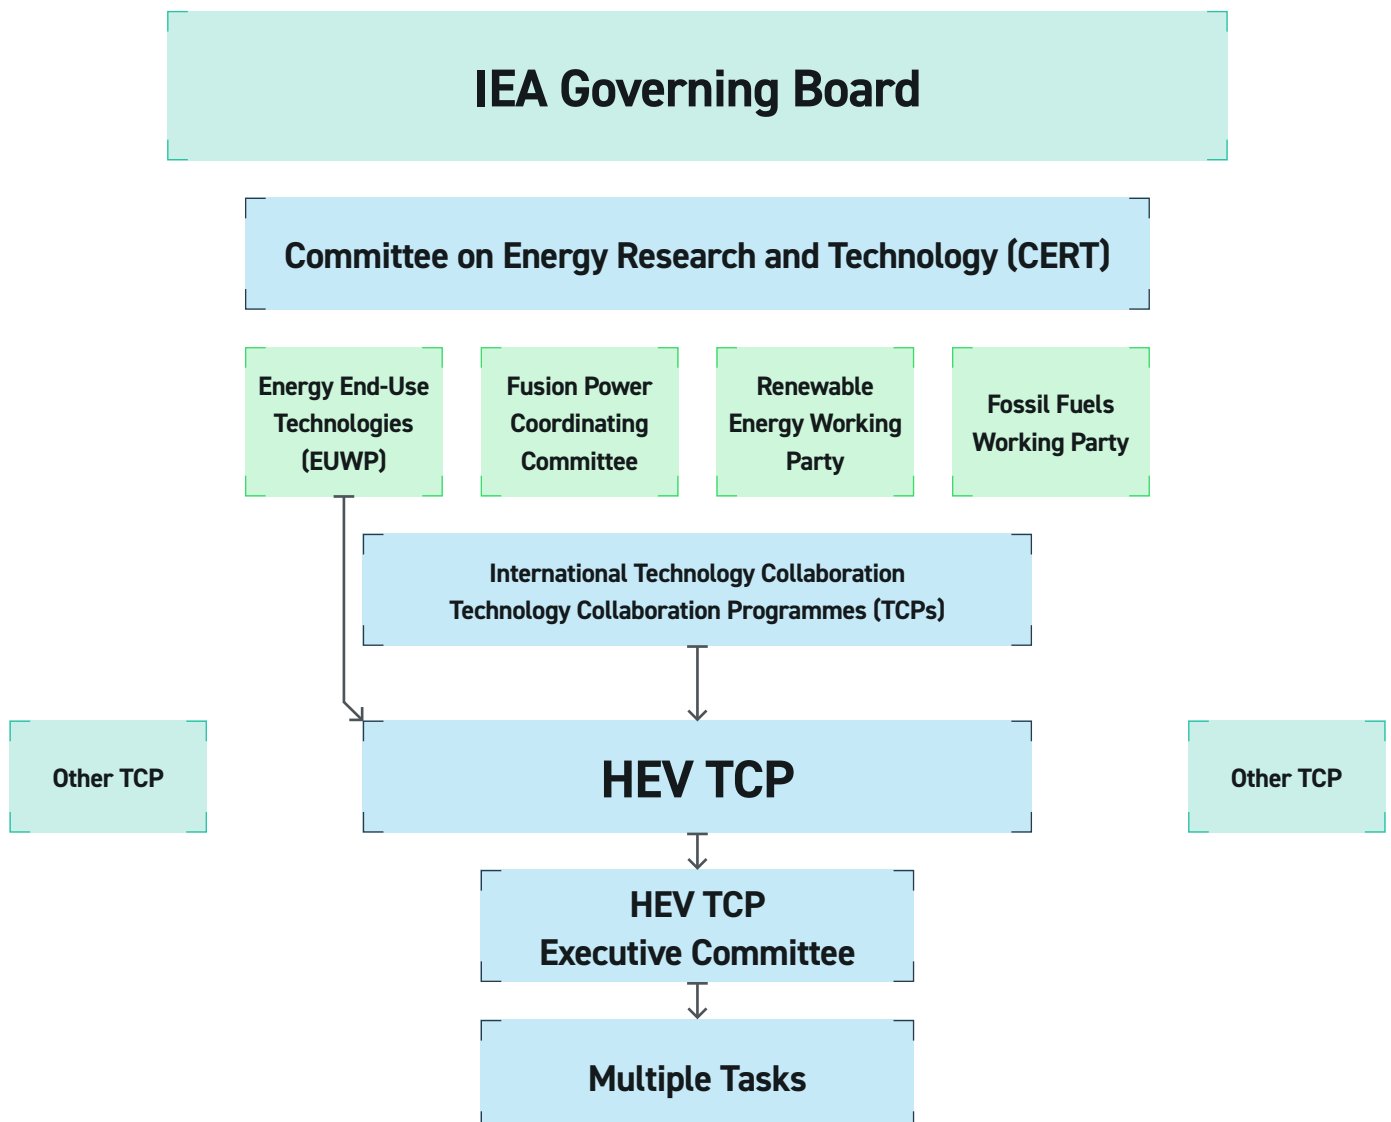 IEA Governing Board
Committee on Energy Research and Technology (CERT)
Energy End-Use
Technologies
(EUWP)
Fusion Power
Coordinating
Committee
Renewable
Energy Working
Party
Fossil Fuels
Working Party
International Technology Collaboration
Technology Collaboration Programmes (TCPs)
Other TCP
HEV TCP
Other TCP
HEV TCP
Executive Committee
Multiple Tasks